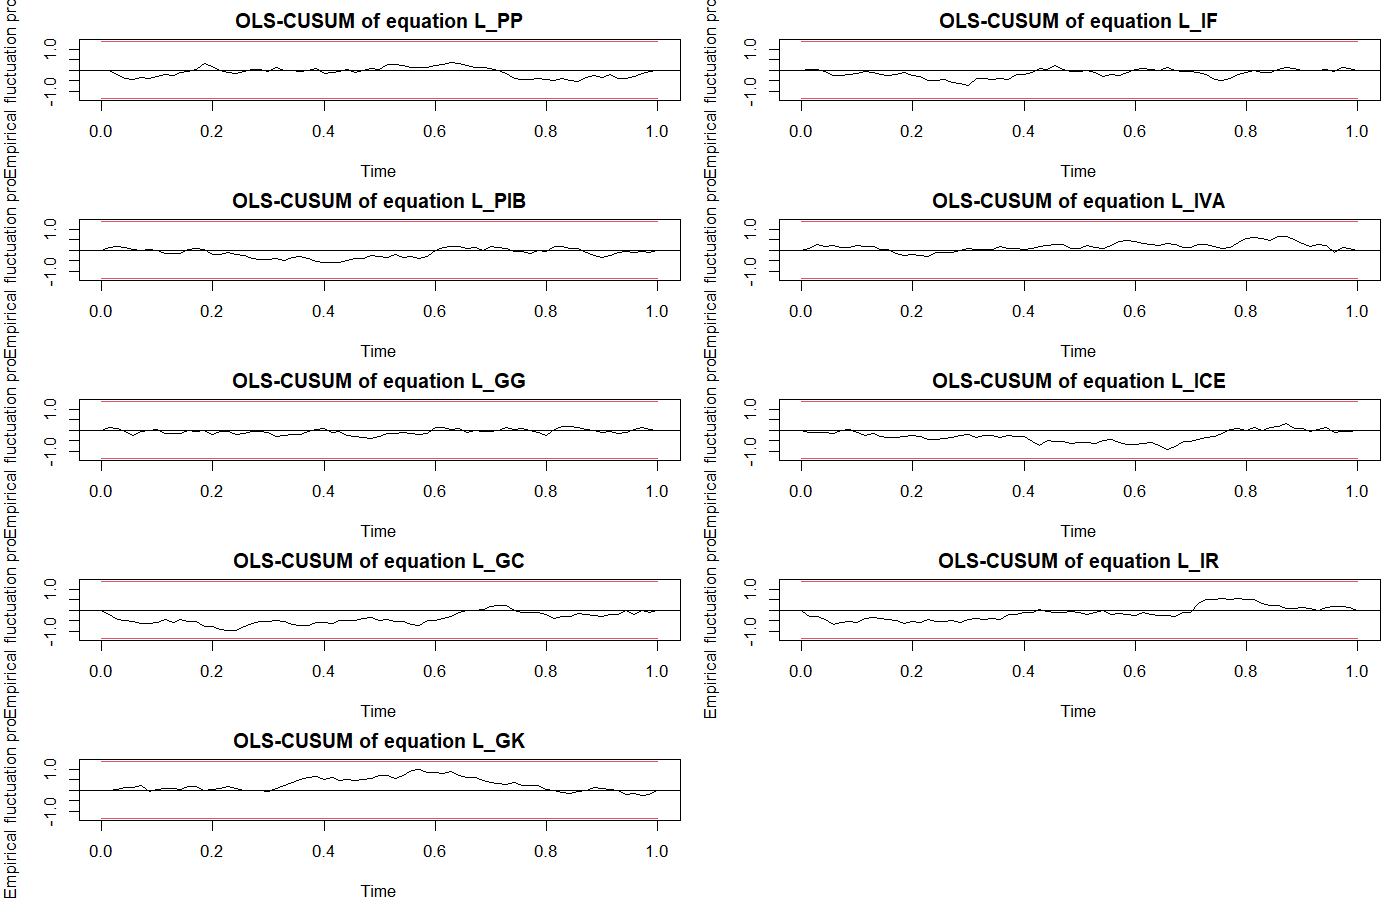 OLS-CUSUM of equation L_PP
Empirical fluctuation pro
1.0
-1.0
0.0 0.2 0.4 0.6 0.8 1.0
Time
OLS-CUSUM of equation L_PIB
Empirical fluctuation pro
1.0
-1.0
0.0 0.2 0.4 0.6 0.8 1.0
Time
OLS-CUSUM of equation L_GG
Empirical fluctuation pro
1.0
-1.0
0.0 0.2 0.4 0.6 0.8 1.0
Time
OLS-CUSUM of equation L_GC
Empirical fluctuation pro
1.0
-1.0
0.0 0.2 0.4 0.6 0.8 1.0
Time
OLS-CUSUM of equation L_GK
Empirical fluctuation pro
1.0
-1.0
0.0 0.2 0.4 0.6 0.8 1.0
Time
OLS-CUSUM of equation L_IF
Empirical fluctuation pro
1.0
-1.0
0.0 0.2 0.4 0.6 0.8 1.0
Time
OLS-CUSUM of equation L_IVA
Empirical fluctuation pro
1.0
-1.0
0.0 0.2 0.4 0.6 0.8 1.0
Time
OLS-CUSUM of equation L_ICE
Empirical fluctuation pro
1.0
-1.0
0.0 0.2 0.4 0.6 0.8 1.0
Time
OLS-CUSUM of equation L_IR
Empirical fluctuation pro
1.0
-1.0
0.0 0.2 0.4 0.6 0.8 1.0
Time